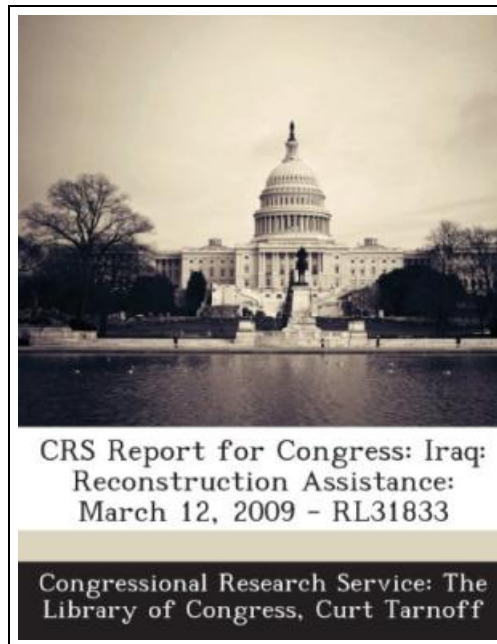 CRS Report for Congress: Iraq:
Reconstruction Assistance:
March 12, 2009 - RL31833
Congressional Research Service: The
Library of Congress, Curt Tarnoff